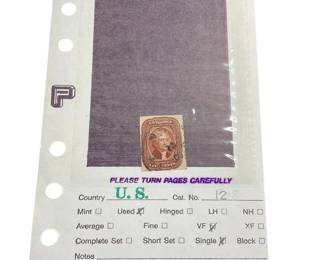 P
PLEASE TURN PAGES CAREFULLY
Country U. S. Cat. No. 12
Mint Used Hinged LH NH
Average Fine VF XF
Complete Set Short Set Single Block
Notes